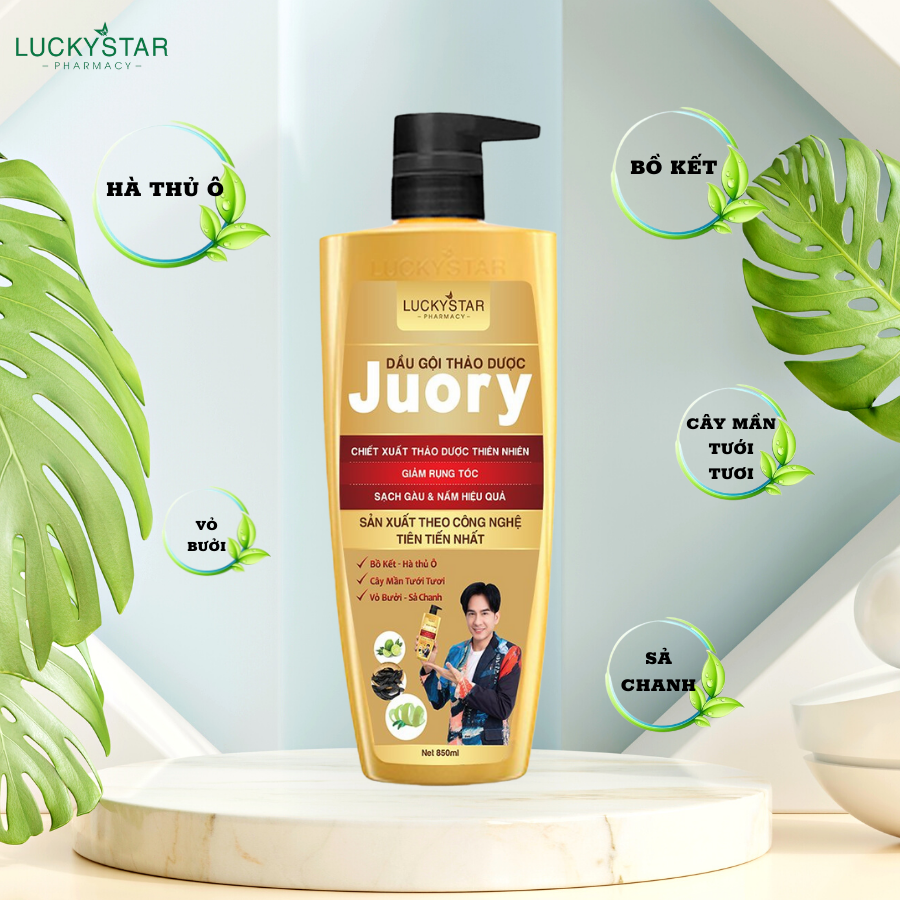 LUCKYSTAR
PHARMACY
HÀ THỦ Ô
BỒ KẾT
CÂY MẦN
TƯỚI
TƯƠI
VỎ
BƯỞI
SẢ
CHANH
LUCKYSTAR
LUCKYSTAR
PHARMACY
DẦU GỘI THẢO DƯỢC
Juory
CHIẾT XUẤT THẢO DƯỢC THIÊN NHIÊN
GIẢM RỤNG TÓC
SẠCH GÀU & NẤM HIỆU QUẢ
SẢN XUẤT THEO CÔNG NGHỆ
TIÊN TIẾN NHẤT
Bồ Kết - Hà thủ Ô
Cây Mần Tưới Tươi
Vỏ Bưởi - Sả Chanh
Net 850ml